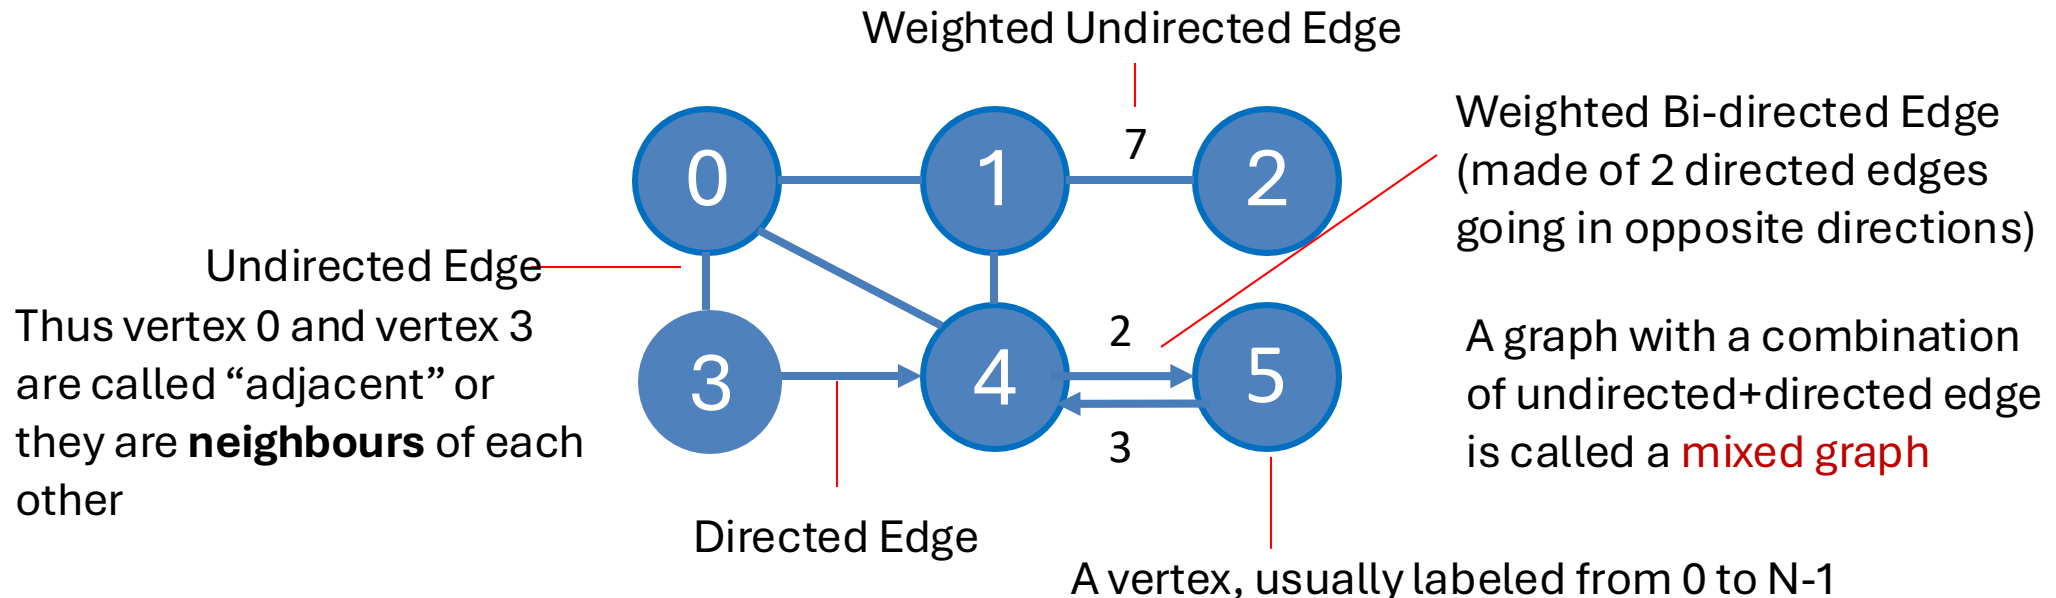 Weighted Undirected Edge
7
Weighted Bi-directed Edge
(made of 2 directed edges
going in opposite directions)
0
1
2
Undirected Edge
Thus vertex 0 and vertex 3
are called “adjacent” or
they are neighbours of each
other
3
4
5
2
3
A graph with a combination
of undirected+directed edge
is called a mixed graph
Directed Edge
A vertex, usually labeled from 0 to N-1